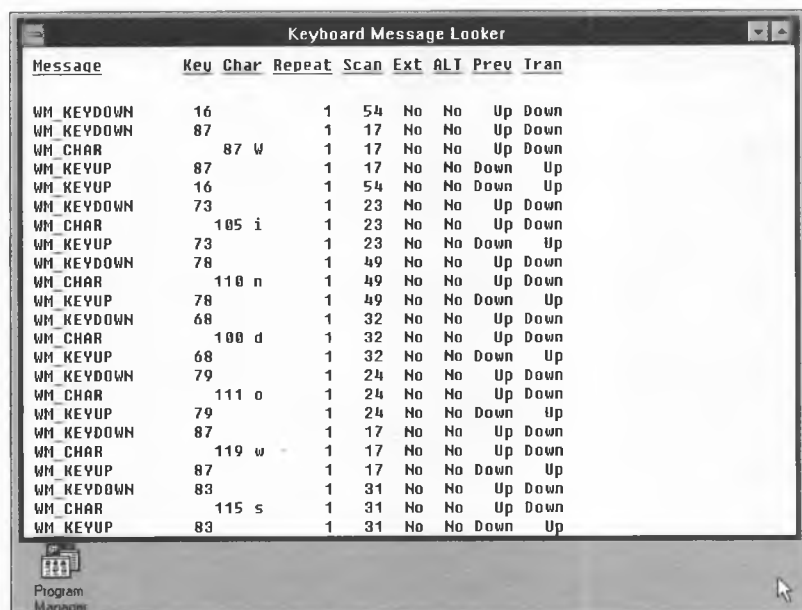 Keyboard Message Looker
Message Key Char Repeat Scan Ext ALT Prev Tran
WM_KEYDOWN 16 1 54 No No Up Down
WM_KEYDOWN 87 1 17 No No Up Down
WM_CHAR 87 W 1 17 No No Up Down
WM_KEYUP 87 1 17 No No Down Up
WM_KEYUP 16 1 54 No No Down Up
WM_KEYDOWN 73 1 23 No No Up Down
WM_CHAR 105 i 1 23 No No Up Down
WM_KEYUP 73 1 23 No No Down Up
WM_KEYDOWN 78 1 49 No No Up Down
WM_CHAR 110 n 1 49 No No Up Down
WM_KEYUP 78 1 49 No No Down Up
WM_KEYDOWN 68 1 32 No No Up Down
WM_CHAR 100 d 1 32 No No Up Down
WM_KEYUP 68 1 32 No No Down Up
WM_KEYDOWN 79 1 24 No No Up Down
WM_CHAR 111 o 1 24 No No Up Down
WM_KEYUP 79 1 24 No No Down Up
WM_KEYDOWN 87 1 17 No No Up Down
WM_CHAR 119 w 1 17 No No Up Down
WM_KEYUP 87 1 17 No No Down Up
WM_KEYDOWN 83 1 31 No No Up Down
WM_CHAR 115 s 1 31 No No Up Down
WM_KEYUP 83 1 31 No No Down Up
Program
Manager